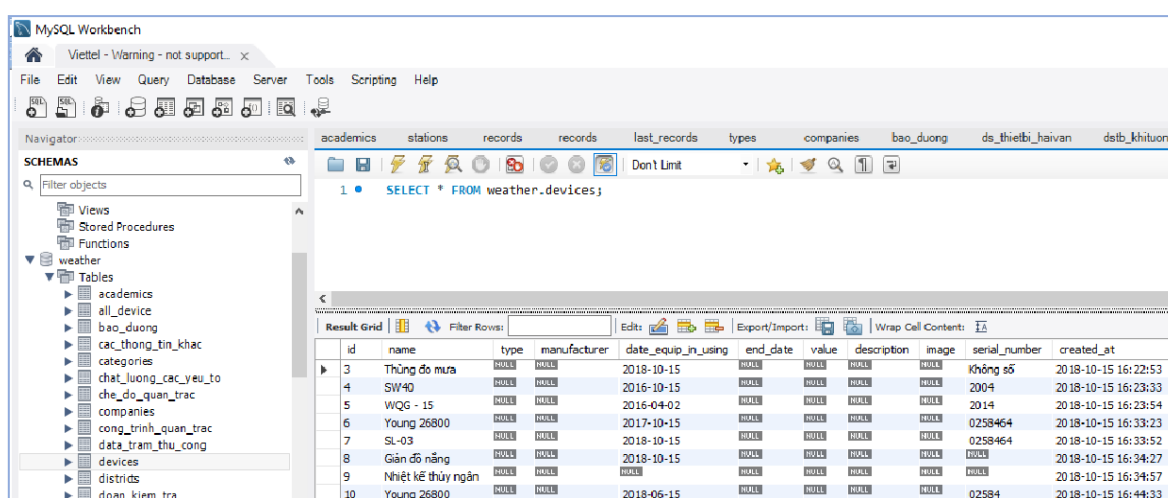 MySQL Workbench
Viettel - Warning - not support...
File Edit View Query Database Server Tools Scripting Help
Navigator
academics stations records records last_records types companies bao_duong ds_thietbi_haivan dstb_khituon
SCHEMAS
Don't Limit
Filter objects
1 SELECT * FROM weather.devices;
Views
Stored Procedures
Functions
weather
Tables
academics
all_device
bao_duong
cac_thong_tin_khac
categories
chat_luong_cac_yeu_to
che_do_quan_trac
companies
cong_trinh_quan_trac
data_tram_thu_cong
devices
districts
doan_kiem_tra
Result Grid Filter Rows: Edit: Export/Import: Wrap Cell Content: IA
id name type manufacturer date_equip_in_using end_date value description image serial_number created_at
3 Thùng đo mưa NULL NULL 2018-10-15 NULL NULL NULL NULL Không số 2018-10-15 16:22:53
4 SW40 NULL NULL 2016-10-15 NULL NULL NULL NULL 2004 2018-10-15 16:23:33
5 WQG - 15 NULL NULL 2016-04-02 NULL NULL NULL NULL 2014 2018-10-15 16:23:54
6 Young 26800 NULL NULL 2017-10-15 NULL NULL NULL NULL 0258464 2018-10-15 16:33:23
7 SL-03 NULL NULL 2018-10-15 NULL NULL NULL NULL 0258464 2018-10-15 16:33:52
8 Giản đồ nắng NULL NULL 2018-10-15 NULL NULL NULL NULL NULL 2018-10-15 16:34:27
9 Nhiệt kế thủy ngân NULL NULL NULL NULL NULL NULL NULL NULL 2018-10-15 16:34:57
10 Young 26800 NULL NULL 2018-06-15 NULL NULL NULL NULL 02584 2018-10-15 16:44:33